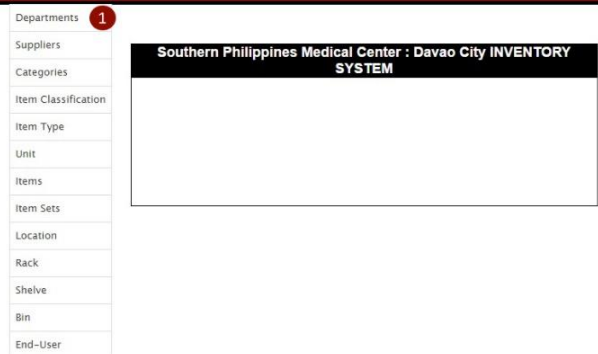 Departments 1
Suppliers
Categories
Item Classification
Item Type
Unit
Items
Item Sets
Location
Rack
Shelve
Bin
End-User
Southern Philippines Medical Center : Davao City INVENTORY
SYSTEM